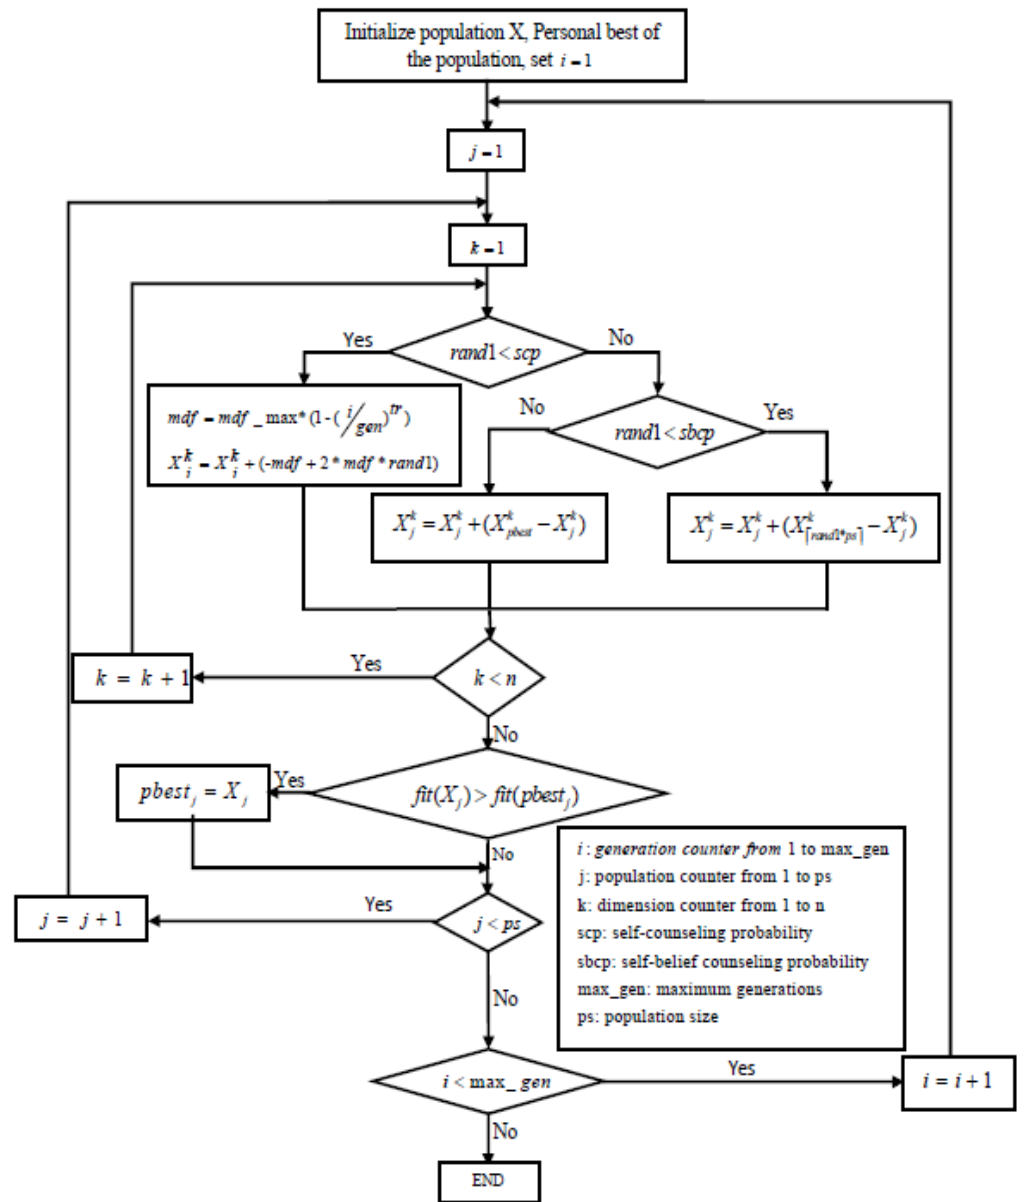 Initialize population X, Personal best of
the population, set i = 1
j = 1
k = 1
Yes
rand1 < scp
No
mdf = mdf _ max* (1 - ( i/gen )^tr )
X_i^k = X_i^k + (-mdf + 2 * mdf * rand1)
No
rand1 < sbcp
Yes
X_j^k = X_j^k + (X_pbest^k − X_j^k)
X_j^k = X_j^k + (X_⌈rand1*ps⌉^k − X_j^k)
k = k + 1
Yes
k < n
No
pbest_j = X_j
Yes
fit(X_j) > fit(pbest_j)
No
j = j + 1
Yes
j < ps
No
i : generation counter from 1 to max_gen
j: population counter from 1 to ps
k: dimension counter from 1 to n
scp: self-counseling probability
sbcp: self-belief counseling probability
max_gen: maximum generations
ps: population size
i < max_ gen
Yes
i = i + 1
No
END